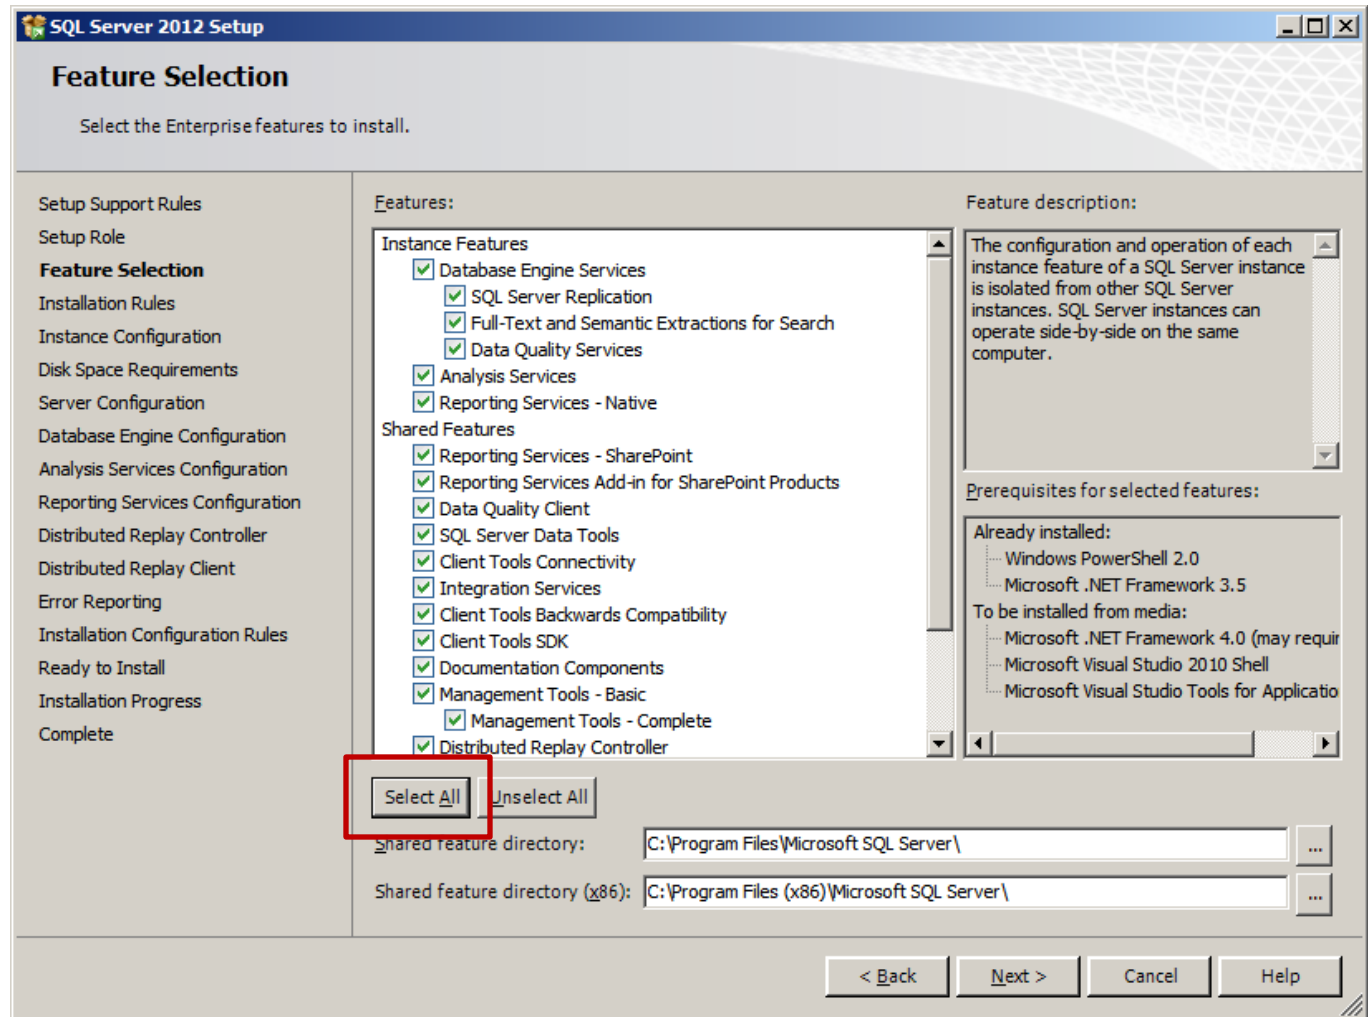 SQL Server 2012 Setup
Feature Selection
Select the Enterprise features to install.
Setup Support Rules
Setup Role
Feature Selection
Installation Rules
Instance Configuration
Disk Space Requirements
Server Configuration
Database Engine Configuration
Analysis Services Configuration
Reporting Services Configuration
Distributed Replay Controller
Distributed Replay Client
Error Reporting
Installation Configuration Rules
Ready to Install
Installation Progress
Complete
Features:
Instance Features
Database Engine Services
SQL Server Replication
Full-Text and Semantic Extractions for Search
Data Quality Services
Analysis Services
Reporting Services - Native
Shared Features
Reporting Services - SharePoint
Reporting Services Add-in for SharePoint Products
Data Quality Client
SQL Server Data Tools
Client Tools Connectivity
Integration Services
Client Tools Backwards Compatibility
Client Tools SDK
Documentation Components
Management Tools - Basic
Management Tools - Complete
Distributed Replay Controller
Feature description:
The configuration and operation of each
instance feature of a SQL Server instance
is isolated from other SQL Server
instances. SQL Server instances can
operate side-by-side on the same
computer.
Prerequisites for selected features:
Already installed:
Windows PowerShell 2.0
Microsoft .NET Framework 3.5
To be installed from media:
Microsoft .NET Framework 4.0 (may requir
Microsoft Visual Studio 2010 Shell
Microsoft Visual Studio Tools for Applicatio
Select All
Unselect All
Shared feature directory:
C:\Program Files\Microsoft SQL Server\
...
Shared feature directory (x86):
C:\Program Files (x86)\Microsoft SQL Server\
...
< Back
Next >
Cancel
Help